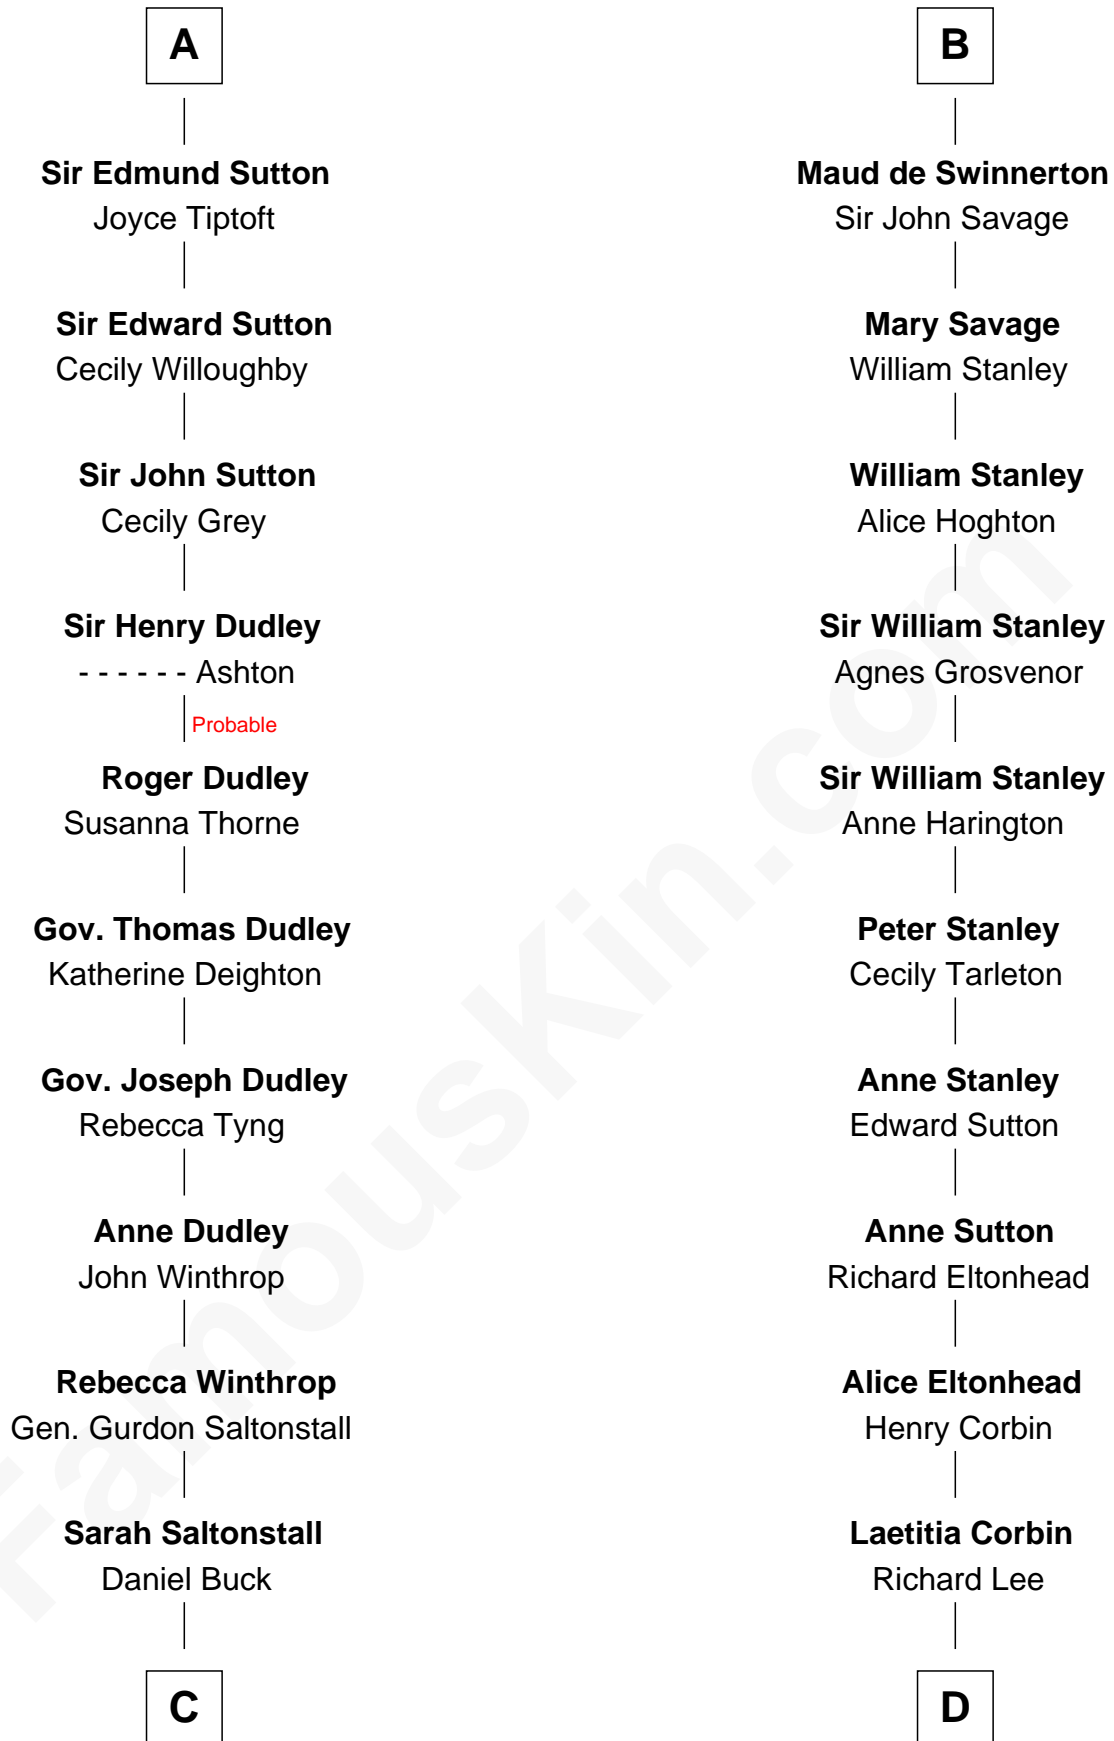 A
Sir Edmund Sutton
Joyce Tiptoft
Sir Edward Sutton
Cecily Willoughby
Sir John Sutton
Cecily Grey
Sir Henry Dudley
- - - - - - Ashton
Probable
Roger Dudley
Susanna Thorne
Gov. Thomas Dudley
Katherine Deighton
Gov. Joseph Dudley
Rebecca Tyng
Anne Dudley
John Winthrop
Rebecca Winthrop
Gen. Gurdon Saltonstall
Sarah Saltonstall
Daniel Buck
C
B
Maud de Swinnerton
Sir John Savage
Mary Savage
William Stanley
William Stanley
Alice Hoghton
Sir William Stanley
Agnes Grosvenor
Sir William Stanley
Anne Harington
Peter Stanley
Cecily Tarleton
Anne Stanley
Edward Sutton
Anne Sutton
Richard Eltonhead
Alice Eltonhead
Henry Corbin
Laetitia Corbin
Richard Lee
D
FamousKin.com